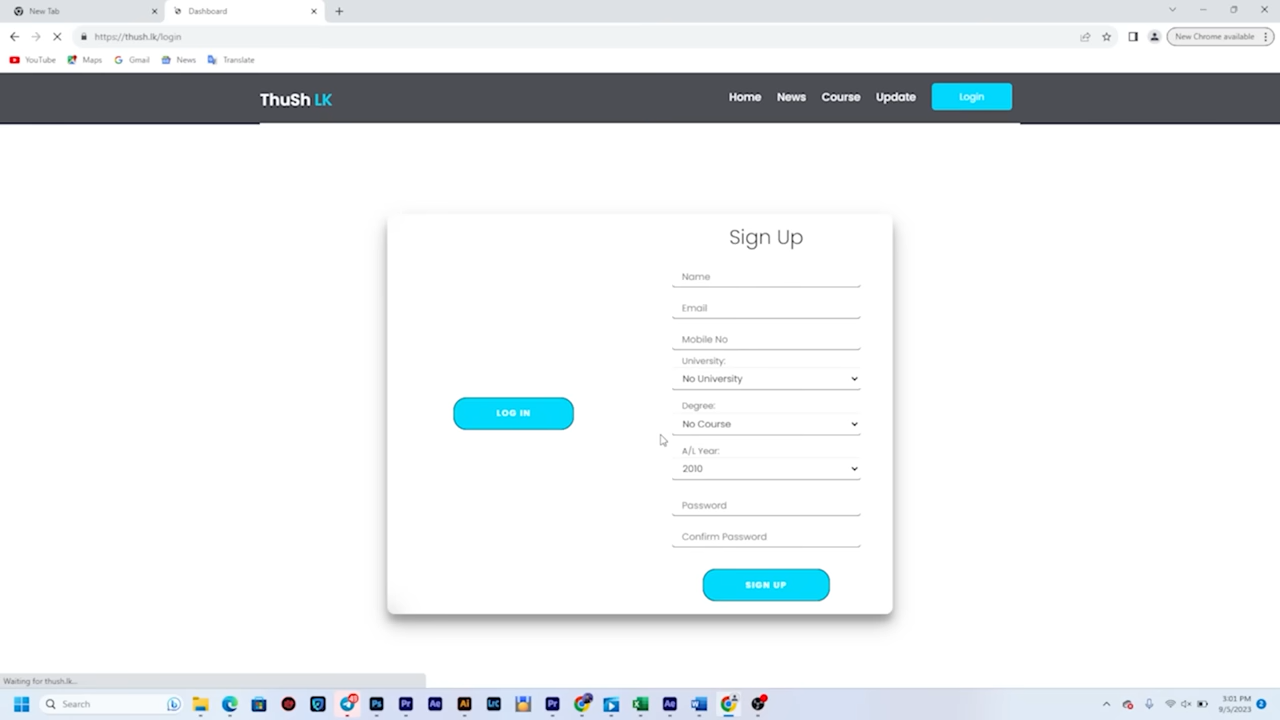 New Tab
Dashboard
https://thush.lk/login
New Chrome available
YouTube
Maps
Gmail
News
Translate
ThuSh LK
Home
News
Course
Update
Login
Sign Up
Name
Email
Mobile No
University:
No University
Degree:
No Course
LOG IN
A/L Year:
2010
Password
Confirm Password
SIGN UP
Waiting for thush.lk...
Search
3:01 PM
9/5/2023